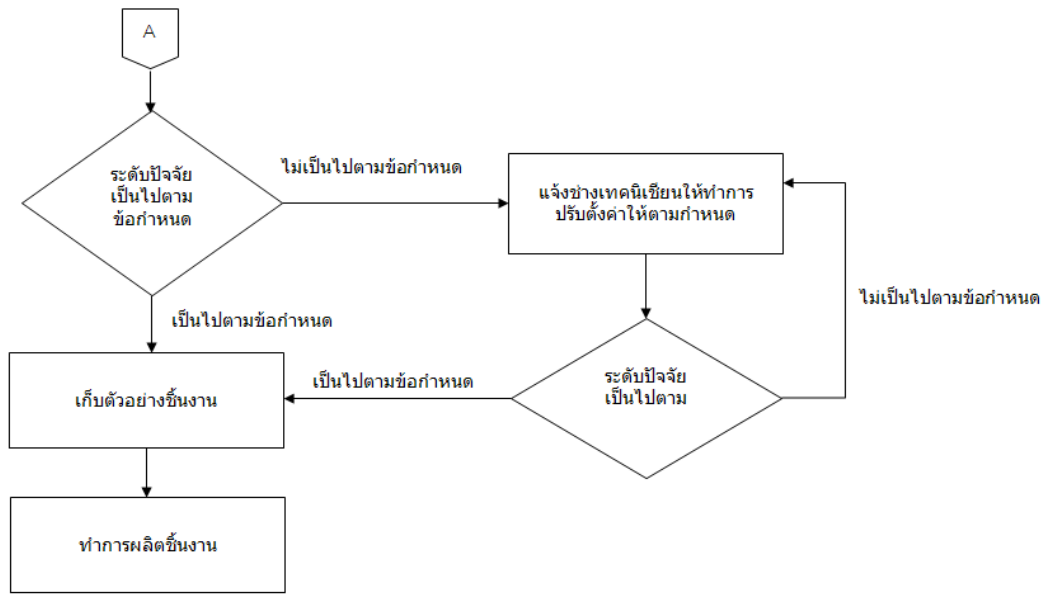 A
ระดับปัจจัย
เป็นไปตาม
ข้อกำหนด
ไม่เป็นไปตามข้อกำหนด
แจ้งช่างเทคนิเชียนให้ทำการ
ปรับตั้งค่าให้ตามกำหนด
ไม่เป็นไปตามข้อกำหนด
เป็นไปตามข้อกำหนด
เก็บตัวอย่างชิ้นงาน
เป็นไปตามข้อกำหนด
ระดับปัจจัย
เป็นไปตาม
ทำการผลิตชิ้นงาน